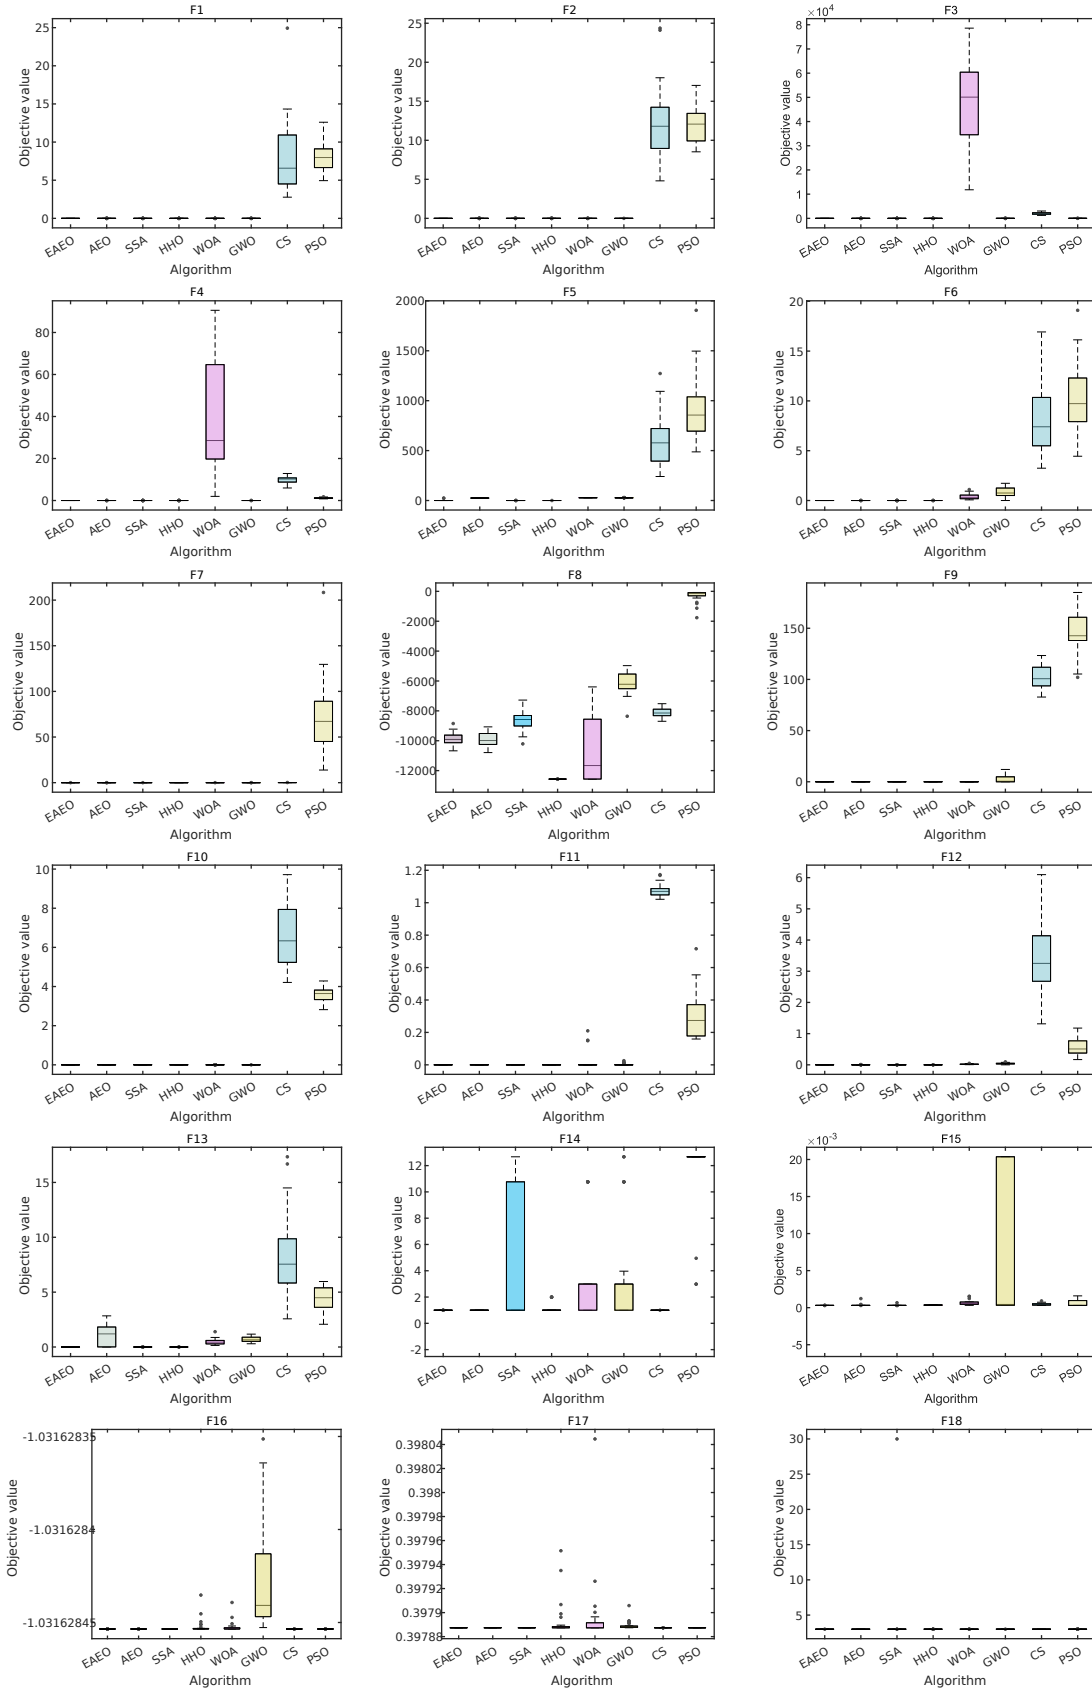 F1
Objective value
25
20
15
10
5
0
EAEO AEO SSA HHO WOA GWO CS PSO
Algorithm
F2
Objective value
25
20
15
10
5
0
EAEO AEO SSA HHO WOA GWO CS PSO
Algorithm
×10^4
F3
Objective value
8
7
6
5
4
3
2
1
0
EAEO AEO SSA HHO WOA GWO CS PSO
Algorithm
F4
Objective value
80
60
40
20
0
EAEO AEO SSA HHO WOA GWO CS PSO
Algorithm
F5
Objective value
2000
1500
1000
500
0
EAEO AEO SSA HHO WOA GWO CS PSO
Algorithm
F6
Objective value
20
15
10
5
0
EAEO AEO SSA HHO WOA GWO CS PSO
Algorithm
F7
Objective value
200
150
100
50
0
EAEO AEO SSA HHO WOA GWO CS PSO
Algorithm
F8
Objective value
0
-2000
-4000
-6000
-8000
-10000
-12000
EAEO AEO SSA HHO WOA GWO CS PSO
Algorithm
F9
Objective value
150
100
50
0
EAEO AEO SSA HHO WOA GWO CS PSO
Algorithm
F10
Objective value
10
8
6
4
2
0
EAEO AEO SSA HHO WOA GWO CS PSO
Algorithm
F11
Objective value
1.2
1
0.8
0.6
0.4
0.2
0
EAEO AEO SSA HHO WOA GWO CS PSO
Algorithm
F12
Objective value
6
5
4
3
2
1
0
EAEO AEO SSA HHO WOA GWO CS PSO
Algorithm
F13
Objective value
15
10
5
0
EAEO AEO SSA HHO WOA GWO CS PSO
Algorithm
F14
Objective value
12
10
8
6
4
2
0
-2
EAEO AEO SSA HHO WOA GWO CS PSO
Algorithm
×10^-3
F15
Objective value
20
15
10
5
0
-5
EAEO AEO SSA HHO WOA GWO CS PSO
Algorithm
F16
Objective value
-1.03162835
-1.0316284
-1.03162845
EAEO AEO SSA HHO WOA GWO CS PSO
Algorithm
F17
Objective value
0.39804
0.39802
0.398
0.39798
0.39796
0.39794
0.39792
0.3979
0.39788
EAEO AEO SSA HHO WOA GWO CS PSO
Algorithm
F18
Objective value
30
25
20
15
10
5
EAEO AEO SSA HHO WOA GWO CS PSO
Algorithm